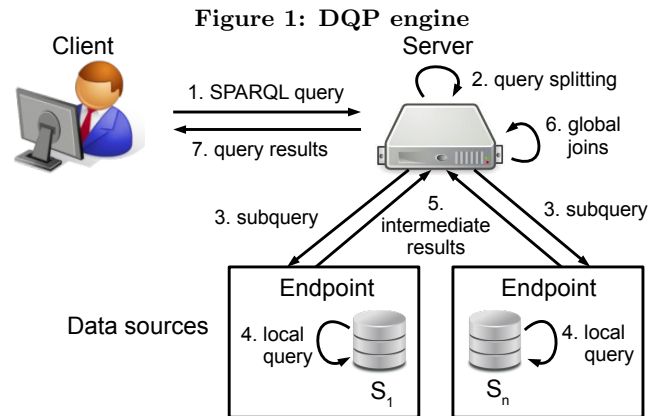 Figure 1: DQP engine
Client
Server
1. SPARQL query
2. query splitting
7. query results
6. global
joins
3. subquery
5.
intermediate
results
3. subquery
Endpoint
Endpoint
Data sources
4. local
query
4. local
query
S1
Sn